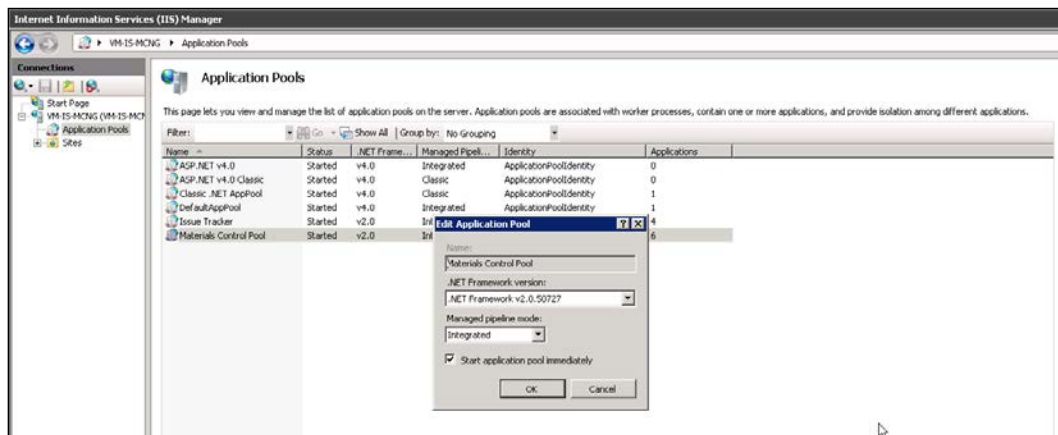 Internet Information Services (IIS) Manager
VM-IS-MCNG Application Pools
Connections
Start Page
VM-IS-MCNG (VM-IS-MCN
Application Pools
Sites
Application Pools
This page lets you view and manage the list of application pools on the server. Application pools are associated with worker processes, contain one or more applications, and provide isolation among different applications.
Filter: Go Show All Group by: No Grouping
Name Status .NET Frame... Managed Pipeli... Identity Applications
ASP.NET v4.0 Started v4.0 Integrated ApplicationPoolIdentity 0
ASP.NET v4.0 Classic Started v4.0 Classic ApplicationPoolIdentity 0
Classic .NET AppPool Started v4.0 Classic ApplicationPoolIdentity 1
DefaultAppPool Started v4.0 Integrated ApplicationPoolIdentity 1
Issue Tracker Started v2.0 Int 4
Materials Control Pool Started v2.0 Int 6
Edit Application Pool
Name:
Materials Control Pool
.NET Framework version:
.NET Framework v2.0.50727
Managed pipeline mode:
Integrated
Start application pool immediately
OK Cancel